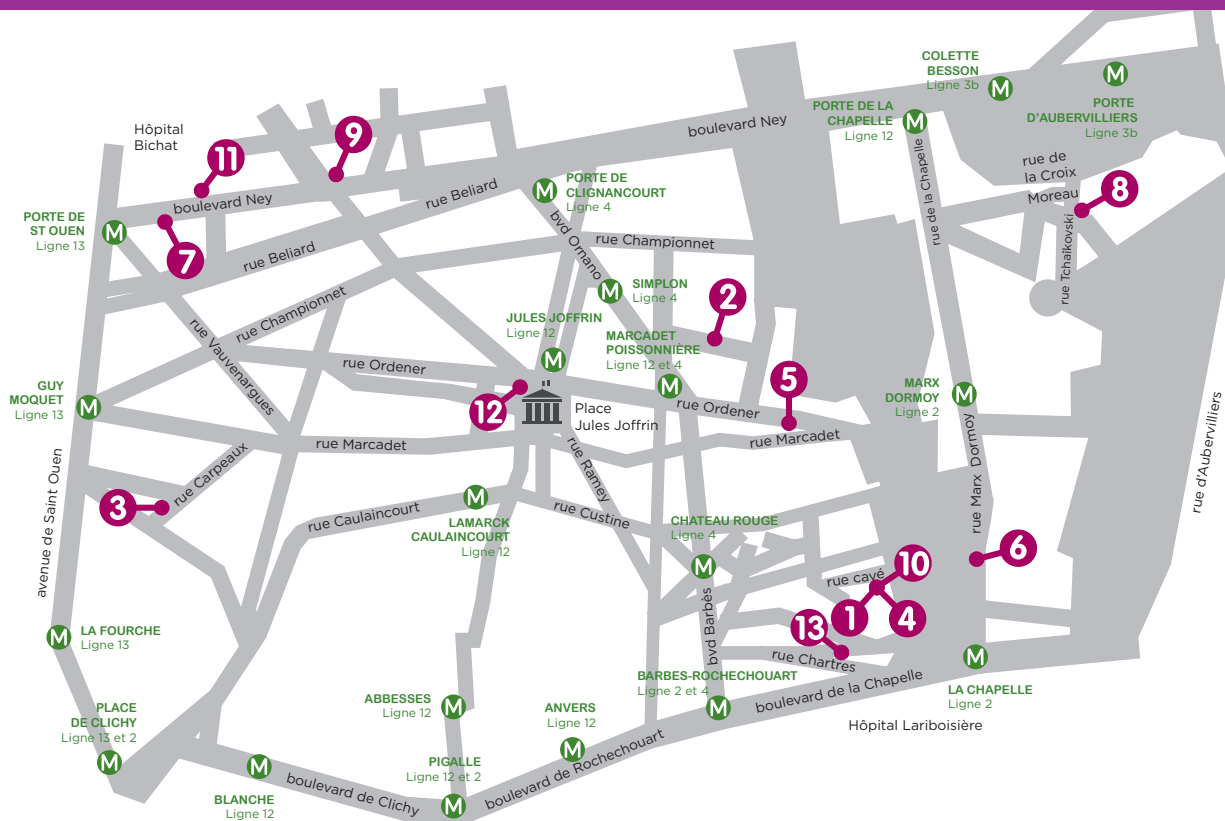 COLETTE
BESSON
Ligne 3b
M
M
PORTE
D'AUBERVILLIERS
Ligne 3b
PORTE DE LA
CHAPELLE
Ligne 12
M
boulevard Ney
Hôpital
Bichat
9
11
boulevard Ney
7
PORTE DE
ST OUEN
Ligne 13
M
rue Beliard
rue Beliard
M
PORTE DE
CLIGNANCOURT
Ligne 4
bvd Ornano
rue Championnet
rue de la Chapelle
rue de
la Croix
Moreau
8
rue Tchaikovski
M
SIMPLON
Ligne 4
2
rue Championnet
rue Vauvenargues
JULES JOFFRIN
Ligne 12
M
MARCADET
POISSONNIÈRE
Ligne 12 et 4
M
rue Ordener
GUY
MOQUET
Ligne 13
M
12
Place
Jules Joffrin
rue Ordener
5
rue Marcadet
MARX
DORMOY
Ligne 2
M
rue Marcadet
rue Ramey
rue Carpeaux
3
avenue de Saint Ouen
rue Caulaincourt
M
LAMARCK
CAULAINCOURT
Ligne 12
rue Custine
CHATEAU ROUGE
Ligne 4
M
rue Marx Dormoy
rue d'Aubervilliers
6
rue cavé
10
1
4
13
rue Chartres
bvd Barbès
M
LA FOURCHE
Ligne 13
M
LA CHAPELLE
Ligne 2
BARBES-ROCHECHOUART
Ligne 2 et 4
M
boulevard de la Chapelle
Hôpital Lariboisière
ABBESSES
Ligne 12
M
ANVERS
Ligne 12
M
PLACE
DE CLICHY
Ligne 13 et 2
M
M
BLANCHE
Ligne 12
boulevard de Clichy
PIGALLE
Ligne 12 et 2
M
boulevard de Rochechouart